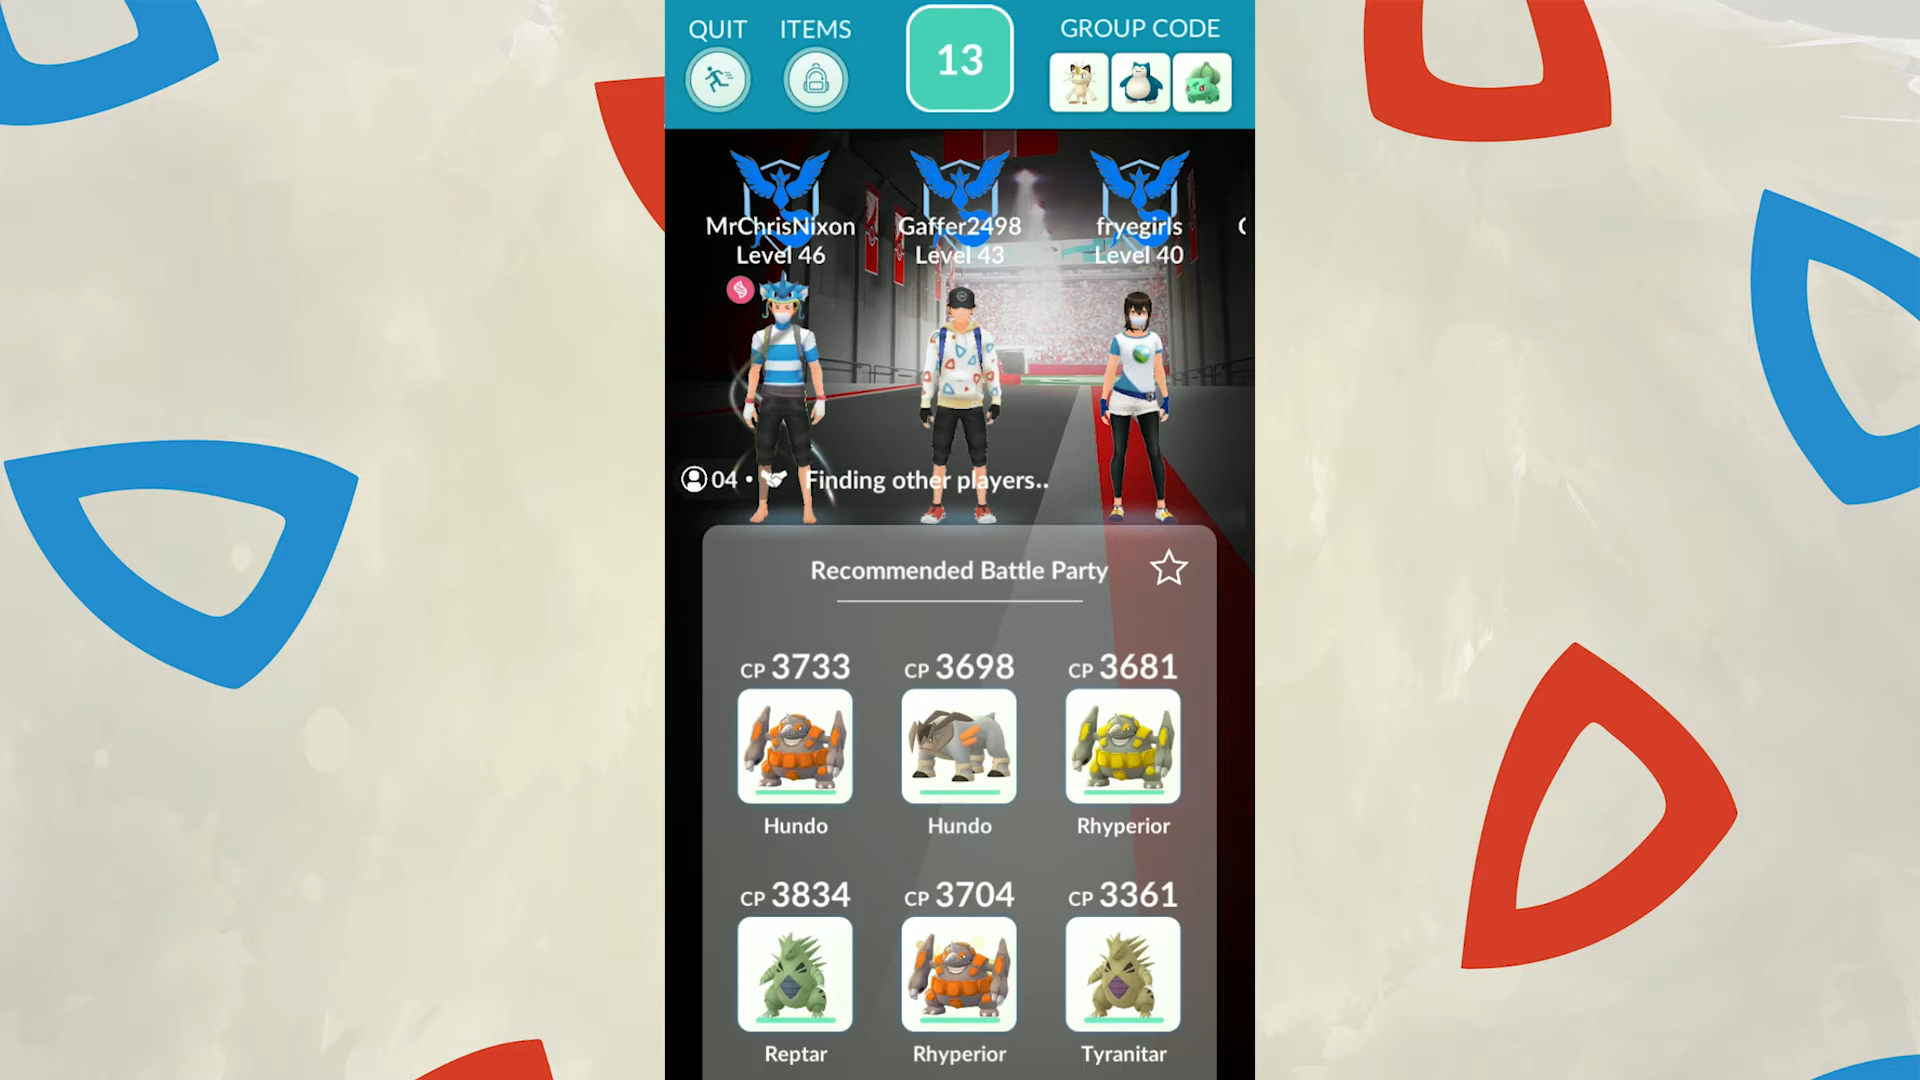 QUIT ITEMS 13 GROUP CODE
MrChrisNixon Gaffer2498 fryegirls
Level 46 Level 43 Level 40
04 • Finding other players..
Recommended Battle Party
CP 3733 CP 3698 CP 3681
Hundo Hundo Rhyperior
CP 3834 CP 3704 CP 3361
Reptar Rhyperior Tyranitar